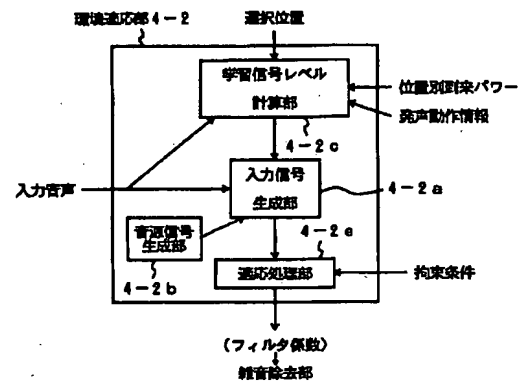 環境適応部4-2
選択位置
学習信号レベル
計算部
位置別到来パワー
発声動作情報
4-2c
入力音声
入力信号
生成部
4-2a
音源信号
生成部
4-2b
4-2e
適応処理部
拘束条件
(フィルタ係数)
雑音除去部